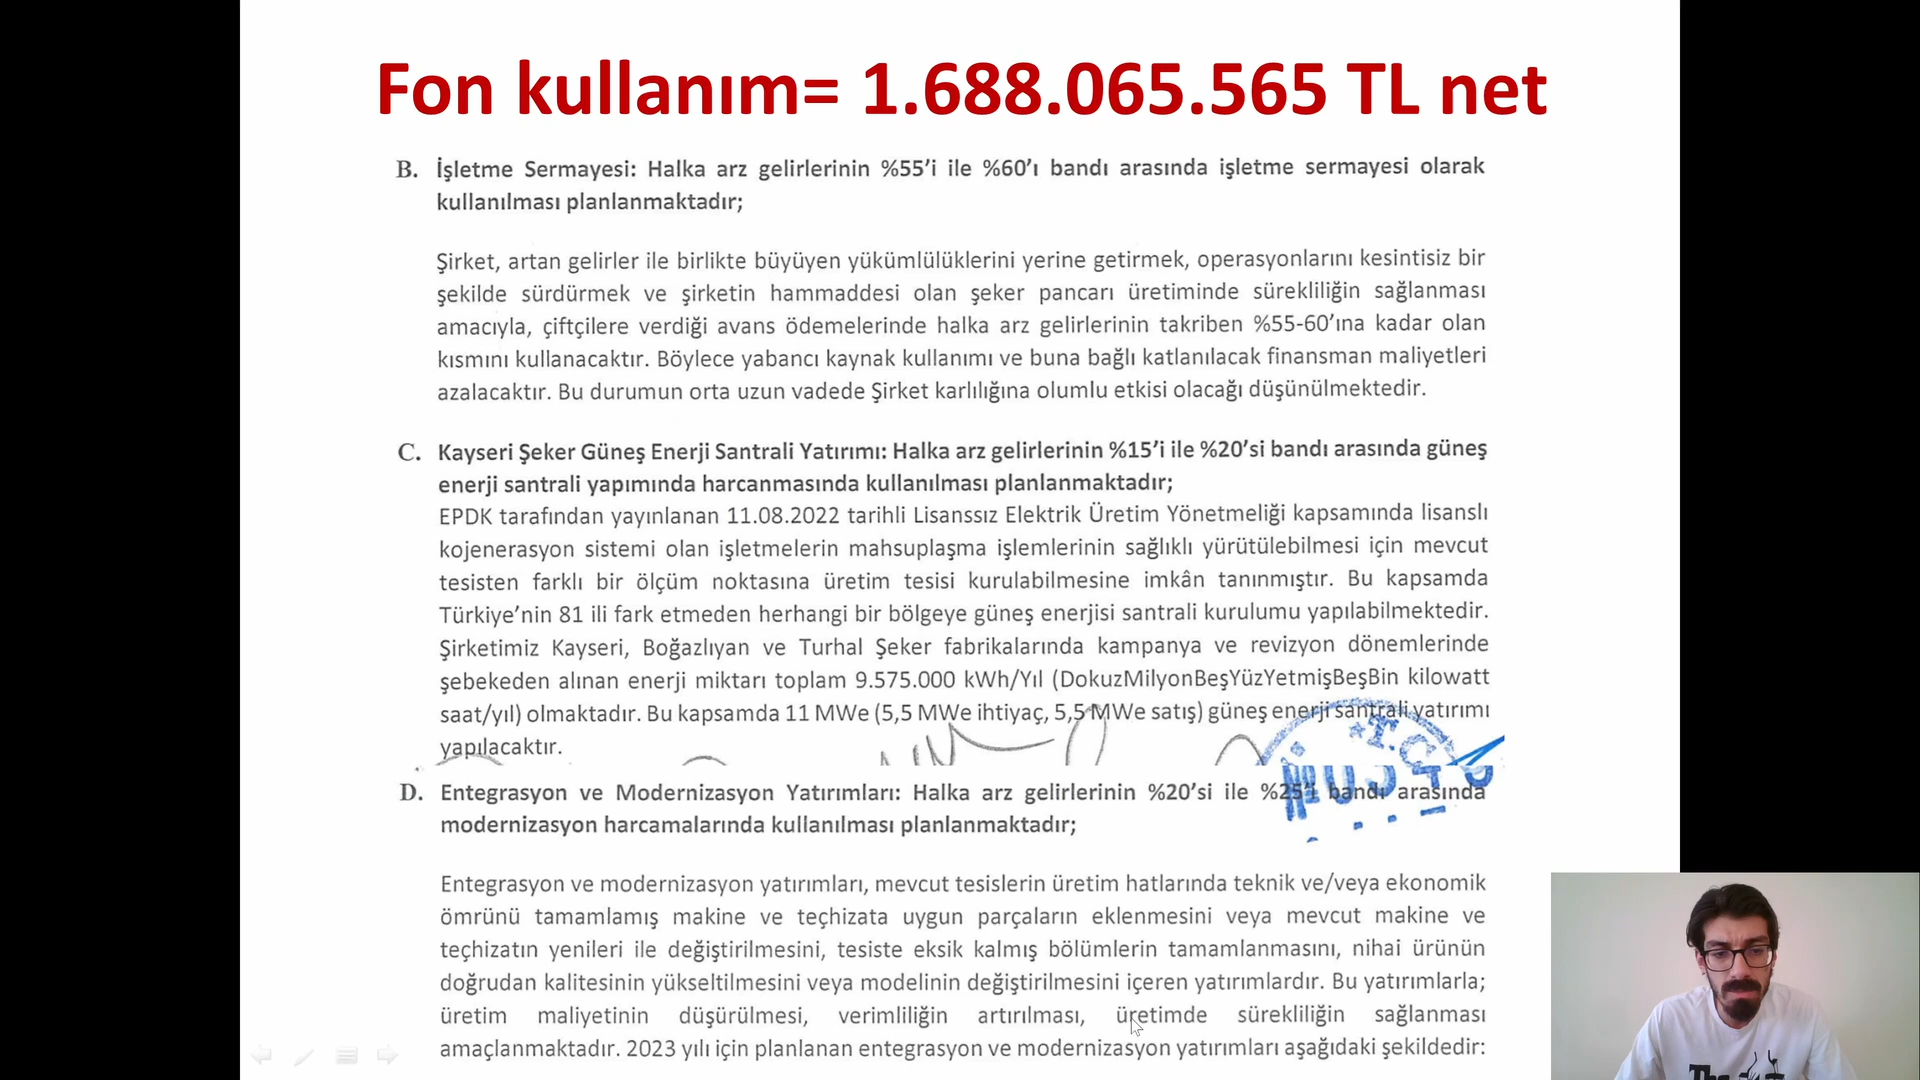 Fon kullanım= 1.688.065.565 TL net
B. İşletme Sermayesi: Halka arz gelirlerinin %55'i ile %60'ı bandı arasında işletme sermayesi olarak
kullanılması planlanmaktadır;
Şirket, artan gelirler ile birlikte büyüyen yükümlülüklerini yerine getirmek, operasyonlarını kesintisiz bir
şekilde sürdürmek ve şirketin hammaddesi olan şeker pancarı üretiminde sürekliliğin sağlanması
amacıyla, çiftçilere verdiği avans ödemelerinde halka arz gelirlerinin takriben %55-60'ına kadar olan
kısmını kullanacaktır. Böylece yabancı kaynak kullanımı ve buna bağlı katlanılacak finansman maliyetleri
azalacaktır. Bu durumun orta uzun vadede Şirket karlılığına olumlu etkisi olacağı düşünülmektedir.
C. Kayseri Şeker Güneş Enerji Santrali Yatırımı: Halka arz gelirlerinin %15'i ile %20'si bandı arasında güneş
enerji santrali yapımında harcanmasında kullanılması planlanmaktadır;
EPDK tarafından yayınlanan 11.08.2022 tarihli Lisanssız Elektrik Üretim Yönetmeliği kapsamında lisanslı
kojenerasyon sistemi olan işletmelerin mahsuplaşma işlemlerinin sağlıklı yürütülebilmesi için mevcut
tesisten farklı bir ölçüm noktasına üretim tesisi kurulabilmesine imkân tanınmıştır. Bu kapsamda
Türkiye'nin 81 ili fark etmeden herhangi bir bölgeye güneş enerjisi santrali kurulumu yapılabilmektedir.
Şirketimiz Kayseri, Boğazlıyan ve Turhal Şeker fabrikalarında kampanya ve revizyon dönemlerinde
şebekeden alınan enerji miktarı toplam 9.575.000 kWh/Yıl (DokuzMilyonBeşYüzYetmişBeşBin kilowatt
saat/yıl) olmaktadır. Bu kapsamda 11 MWe (5,5 MWe ihtiyaç, 5,5 MWe satış) güneş enerji santrali yatırımı
yapılacaktır.
T.C.
D. Entegrasyon ve Modernizasyon Yatırımları: Halka arz gelirlerinin %20'si ile %25'i bandı arasında
modernizasyon harcamalarında kullanılması planlanmaktadır;
Entegrasyon ve modernizasyon yatırımları, mevcut tesislerin üretim hatlarında teknik ve/veya ekonomik
ömrünü tamamlamış makine ve teçhizata uygun parçaların eklenmesini veya mevcut makine ve
teçhizatın yenileri ile değiştirilmesini, tesiste eksik kalmış bölümlerin tamamlanmasını, nihai ürünün
doğrudan kalitesinin yükseltilmesini veya modelinin değiştirilmesini içeren yatırımlardır. Bu yatırımlarla;
üretim maliyetinin düşürülmesi, verimliliğin artırılması, üretimde sürekliliğin sağlanması
amaçlanmaktadır. 2023 yılı için planlanan entegrasyon ve modernizasyon yatırımları aşağıdaki şekildedir: